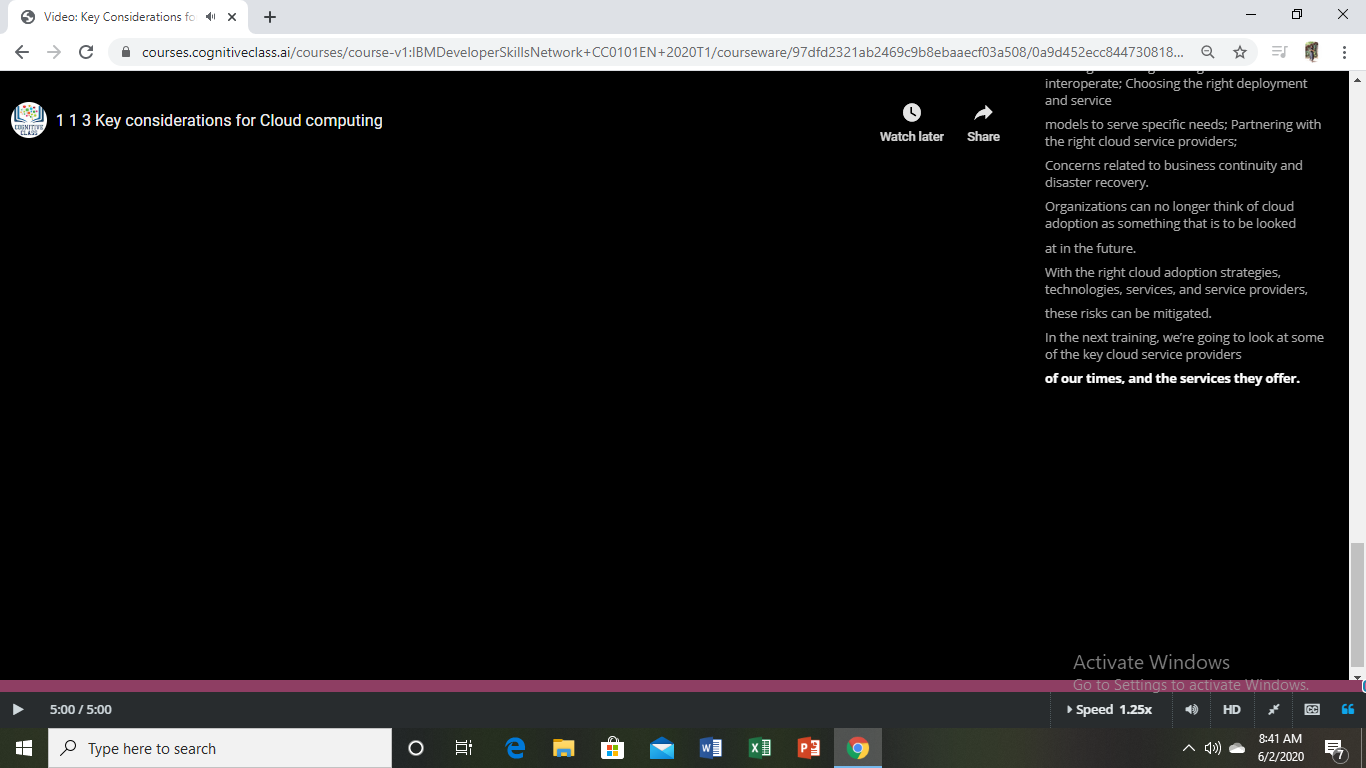 Video: Key Considerations fo
courses.cognitiveclass.ai/courses/course-v1:IBMDeveloperSkillsNetwork+CC0101EN+2020T1/courseware/97dfd2321ab2469c9b8ebaaecf03a508/0a9d452ecc844730818...
COGNITIVE
CLASS
1 1 3 Key considerations for Cloud computing
Watch later
Share
interoperate; Choosing the right deployment
and service
models to serve specific needs; Partnering with
the right cloud service providers;
Concerns related to business continuity and
disaster recovery.
Organizations can no longer think of cloud
adoption as something that is to be looked
at in the future.
With the right cloud adoption strategies,
technologies, services, and service providers,
these risks can be mitigated.
In the next training, we're going to look at some
of the key cloud service providers
of our times, and the services they offer.
Activate Windows
Go to Settings to activate Windows.
5:00 / 5:00
Speed 1.25x
HD
CC
Type here to search
8:41 AM
6/2/2020
7